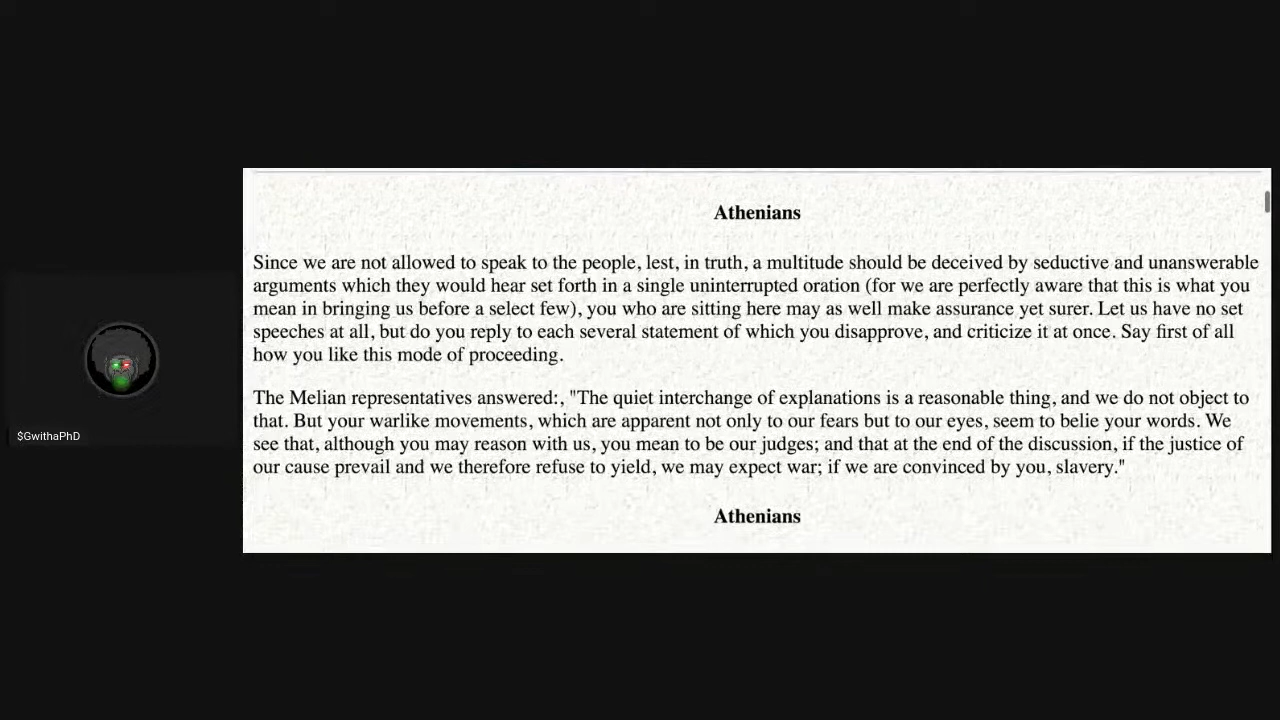 Athenians
Since we are not allowed to speak to the people, lest, in truth, a multitude should be deceived by seductive and unanswerable
arguments which they would hear set forth in a single uninterrupted oration (for we are perfectly aware that this is what you
mean in bringing us before a select few), you who are sitting here may as well make assurance yet surer. Let us have no set
speeches at all, but do you reply to each several statement of which you disapprove, and criticize it at once. Say first of all
how you like this mode of proceeding.
The Melian representatives answered:, "The quiet interchange of explanations is a reasonable thing, and we do not object to
that. But your warlike movements, which are apparent not only to our fears but to our eyes, seem to belie your words. We
see that, although you may reason with us, you mean to be our judges; and that at the end of the discussion, if the justice of
our cause prevail and we therefore refuse to yield, we may expect war; if we are convinced by you, slavery."
Athenians
$GwithaPhD